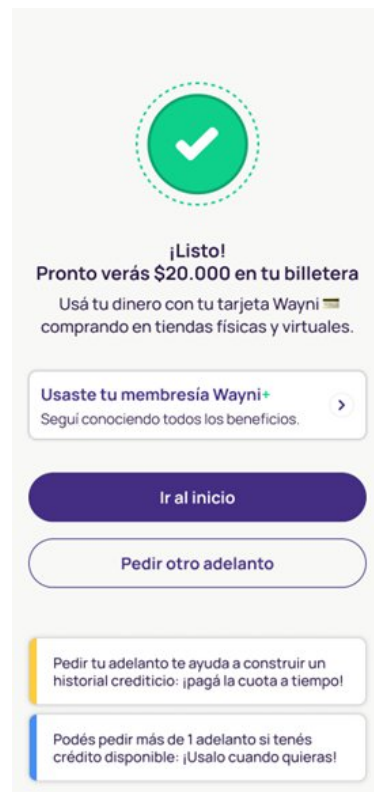 ¡Listo!
Pronto verás $20.000 en tu billetera
Usá tu dinero con tu tarjeta Wayni 💳
comprando en tiendas físicas y virtuales.
Usaste tu membresía Wayni+
Seguí conociendo todos los beneficios.
Ir al inicio
Pedir otro adelanto
Pedir tu adelanto te ayuda a construir un
historial crediticio: ¡pagá la cuota a tiempo!
Podés pedir más de 1 adelanto si tenés
crédito disponible: ¡Usalo cuando quieras!